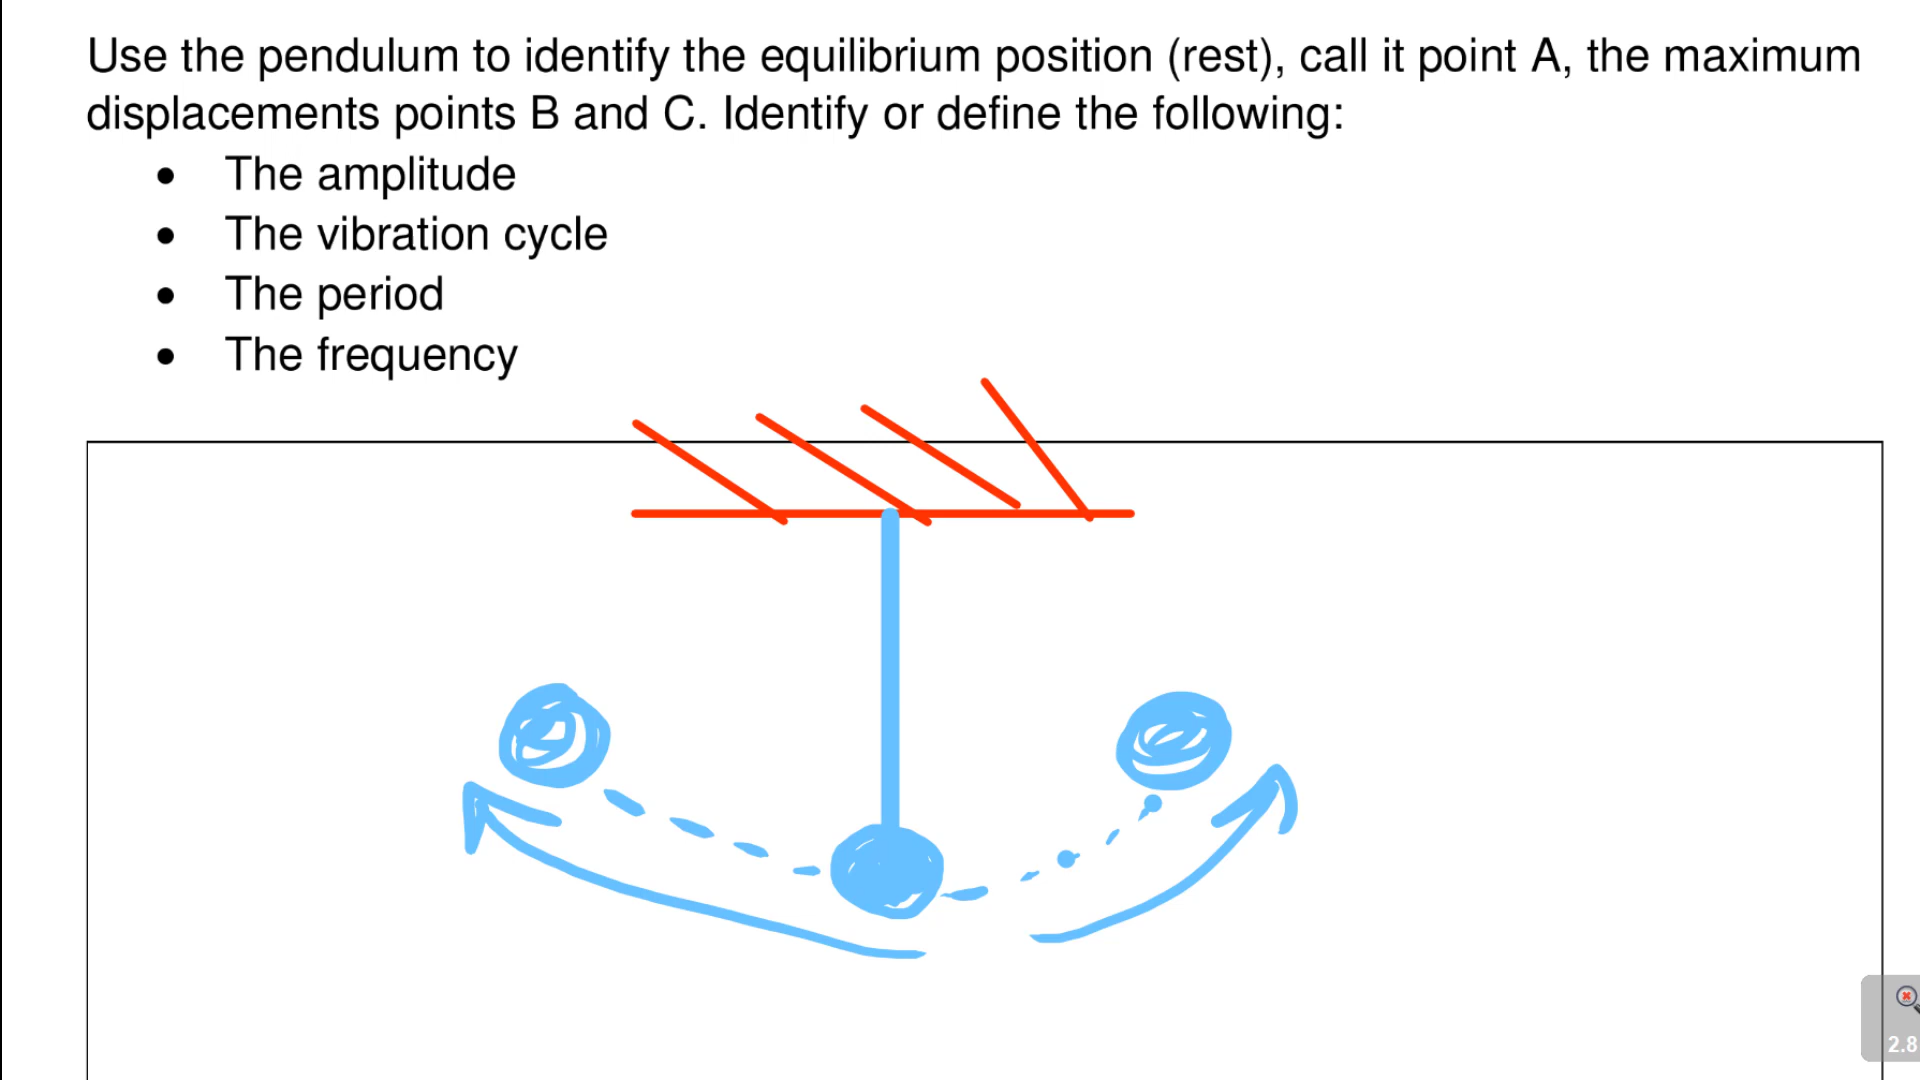 Use the pendulum to identify the equilibrium position (rest), call it point A, the maximum
displacements points B and C. Identify or define the following:
• The amplitude
• The vibration cycle
• The period
• The frequency
2.8